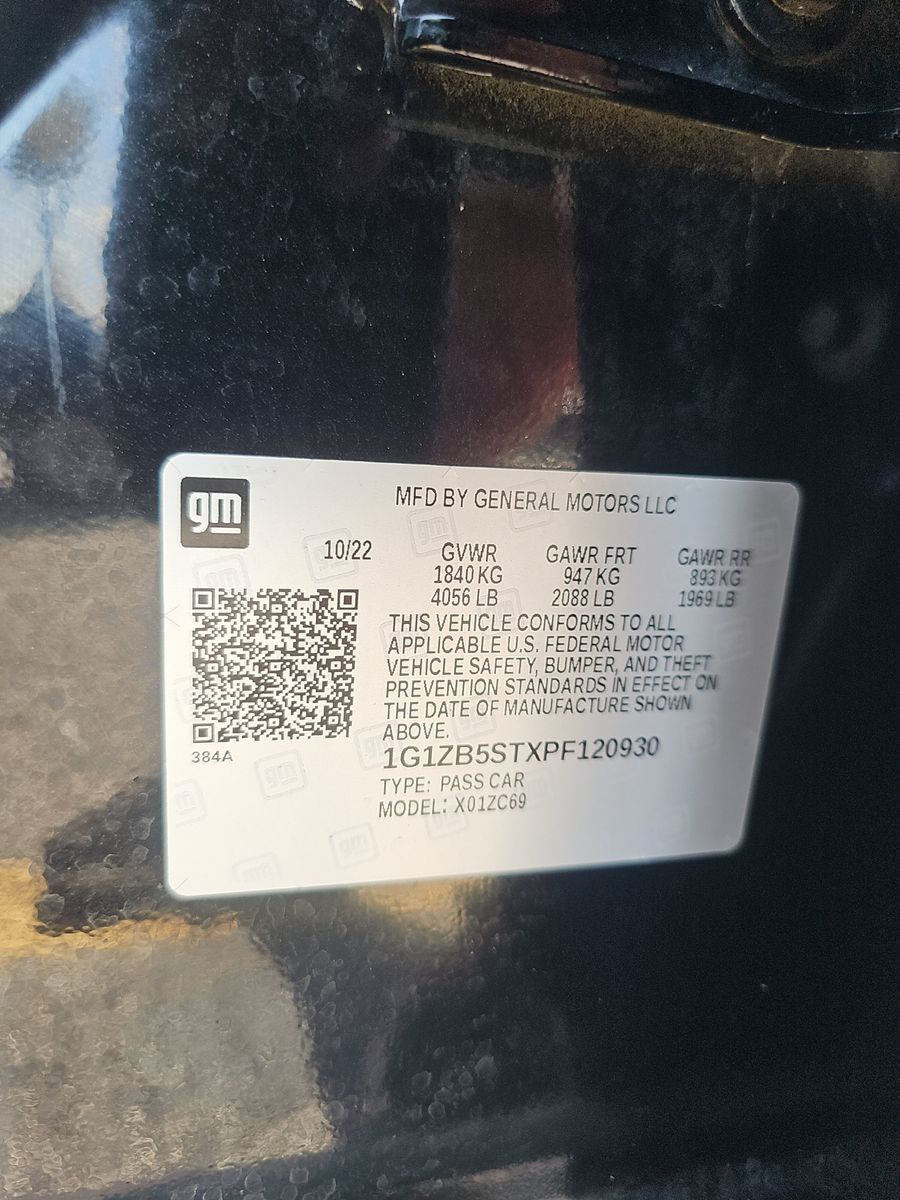 gm
MFD BY GENERAL MOTORS LLC
10/22 GVWR GAWR FRT GAWR RR
1840 KG 947 KG 893 KG
4056 LB 2088 LB 1969 LB
THIS VEHICLE CONFORMS TO ALL
APPLICABLE U.S. FEDERAL MOTOR
VEHICLE SAFETY, BUMPER, AND THEFT
PREVENTION STANDARDS IN EFFECT ON
THE DATE OF MANUFACTURE SHOWN
ABOVE.
384A
1G1ZB5STXPF120930
TYPE: PASS CAR
MODEL: X01ZC69